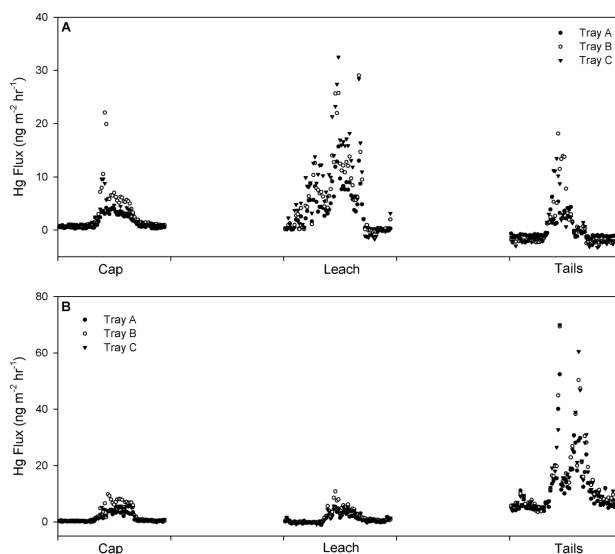 A
Tray A
Tray B
Tray C
40
30
20
10
0
Hg Flux (ng m⁻² hr⁻¹)
Cap Leach Tails
B
Tray A
Tray B
Tray C
80
60
40
20
0
Hg Flux (ng m⁻² hr⁻¹)
Cap Leach Tails